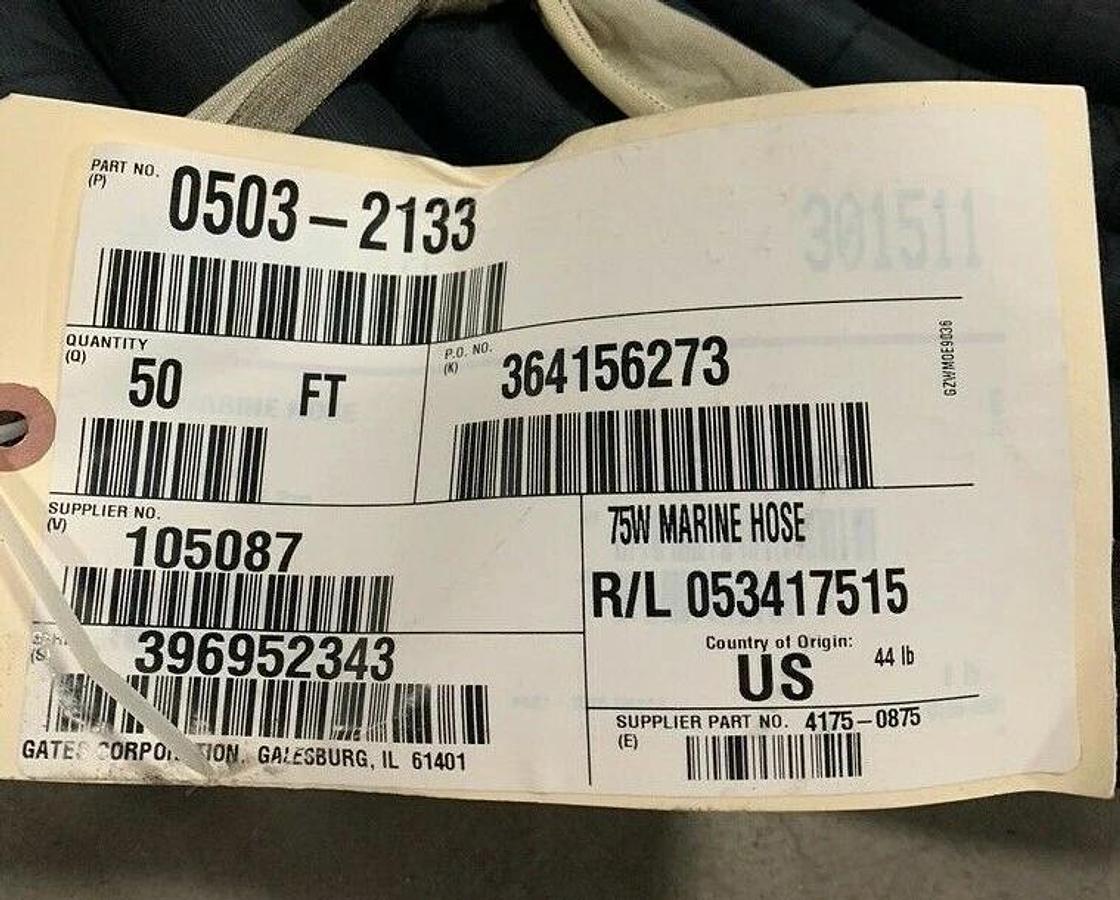 PART NO.
(P)
0503-2133
301511
QUANTITY
(Q)
50 FT
P.O. NO.
(K)
364156273
GZWMOE9036
SUPPLIER NO.
(V)
105087
75W MARINE HOSE
R/L 053417515
Country of Origin:
US
44 lb
(S)
396952343
SUPPLIER PART NO. 4175-0875
(E)
GATES GALESBURG, IL 61401